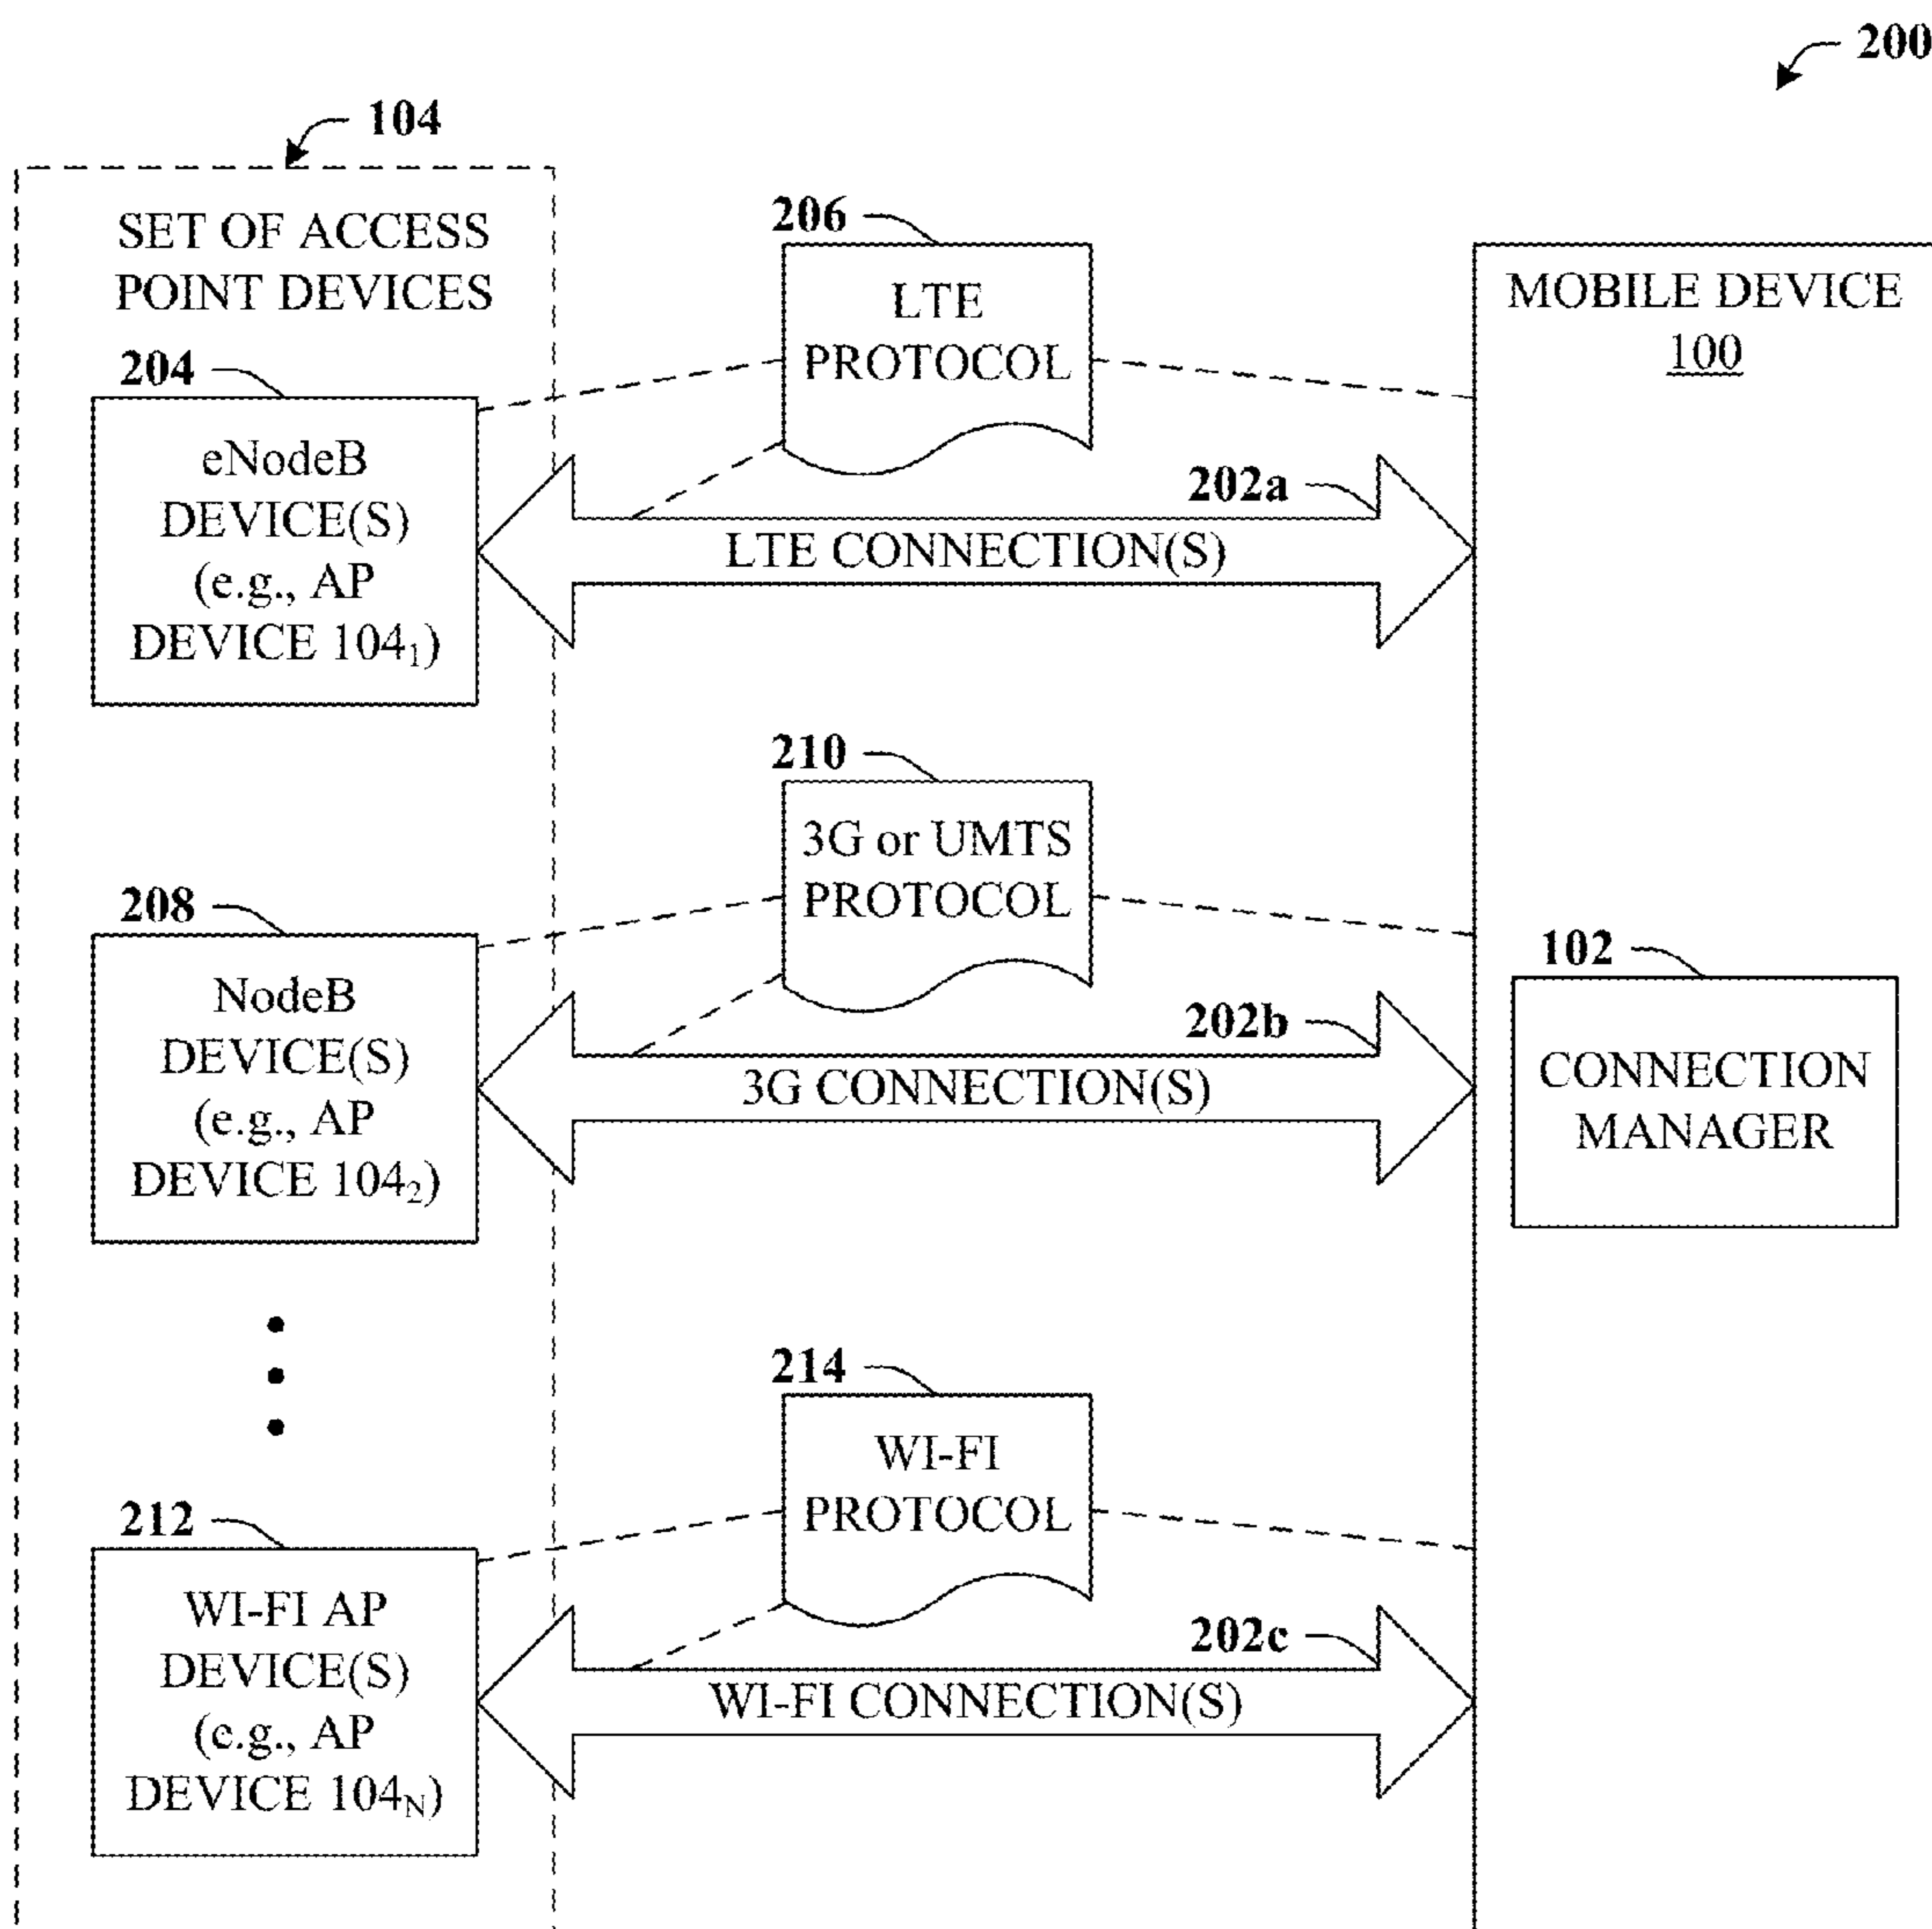 200
104
SET OF ACCESS
POINT DEVICES
206
LTE
PROTOCOL
MOBILE DEVICE
100
204
eNodeB
DEVICE(S)
(e.g., AP
DEVICE 104₁)
202a
LTE CONNECTION(S)
210
3G or UMTS
PROTOCOL
208
NodeB
DEVICE(S)
(e.g., AP
DEVICE 104₂)
202b
3G CONNECTION(S)
102
CONNECTION
MANAGER
214
WI-FI
PROTOCOL
212
WI-FI AP
DEVICE(S)
(e.g., AP
DEVICE 104N)
202c
WI-FI CONNECTION(S)